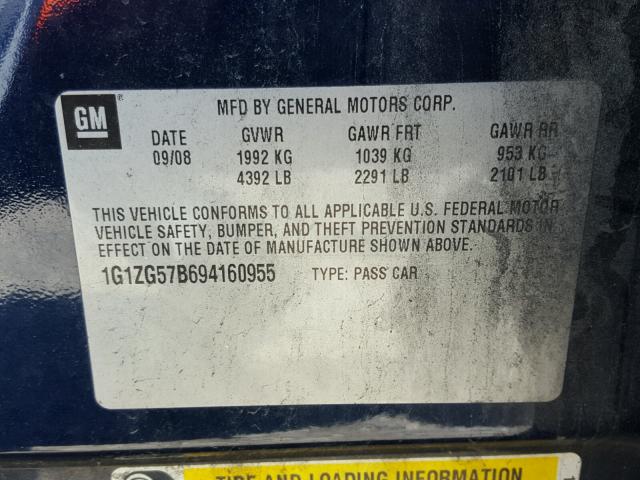 GM®
MFD BY GENERAL MOTORS CORP.
DATE GVWR GAWR FRT GAWR RR
09/08 1992 KG 1039 KG 953 KG
4392 LB 2291 LB 2101 LB
THIS VEHICLE CONFORMS TO ALL APPLICABLE U.S. FEDERAL MOTOR
VEHICLE SAFETY, BUMPER, AND THEFT PREVENTION STANDARDS IN
EFFECT ON THE DATE OF MANUFACTURE SHOWN ABOVE.
1G1ZG57B694160955 TYPE: PASS CAR
TIRE AND LOADING INFORMATION